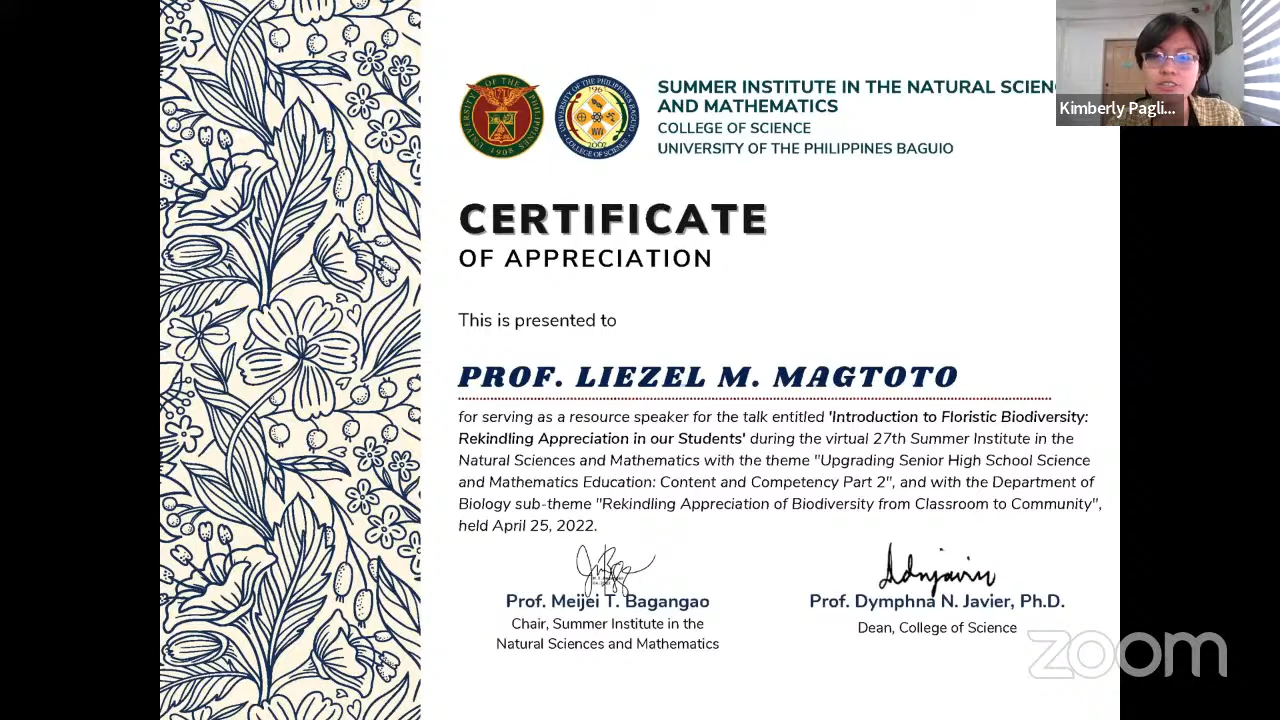 SUMMER INSTITUTE IN THE NATURAL
AND MATHEMATICS
COLLEGE OF SCIENCE
UNIVERSITY OF THE PHILIPPINES BAGUIO
Kimberly Pagli...
CERTIFICATE
OF APPRECIATION
This is presented to
PROF. LIEZEL M. MAGTOTO
for serving as a resource speaker for the talk entitled 'Introduction to Floristic Biodiversity:
Rekindling Appreciation in our Students' during the virtual 27th Summer Institute in the
Natural Sciences and Mathematics with the theme "Upgrading Senior High School Science
and Mathematics Education: Content and Competency Part 2", and with the Department of
Biology sub-theme "Rekindling Appreciation of Biodiversity from Classroom to Community",
held April 25, 2022.
Prof. Meijei T. Bagangao
Chair, Summer Institute in the
Natural Sciences and Mathematics
Prof. Dymphna N. Javier, Ph.D.
Dean, College of Science
zoom